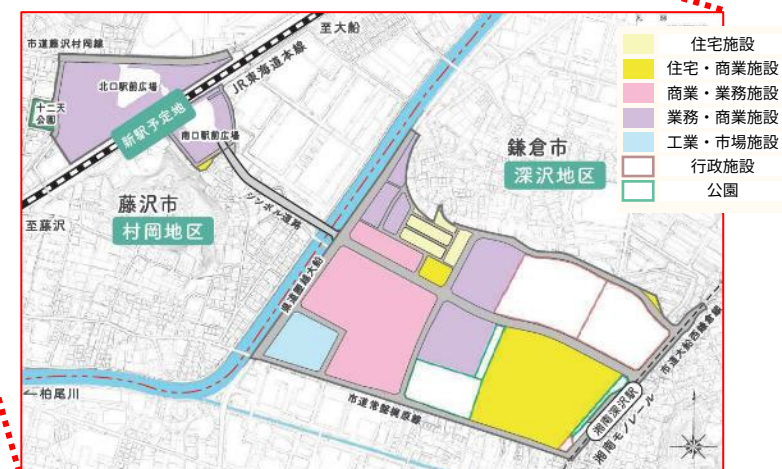 至大船
市道藤沢村岡線
JR東海道本線
北口駅前広場
十二天
公園
新駅予定地
南口駅前広場
藤沢市
村岡地区
至藤沢
シンボル道路
鎌倉市
深沢地区
県道腰越大船
柏尾川
市道常盤梶原線
湘南深沢駅
湘南モノレール
市道大船西鎌倉線
住宅施設
住宅・商業施設
商業・業務施設
業務・商業施設
工業・市場施設
行政施設
公園